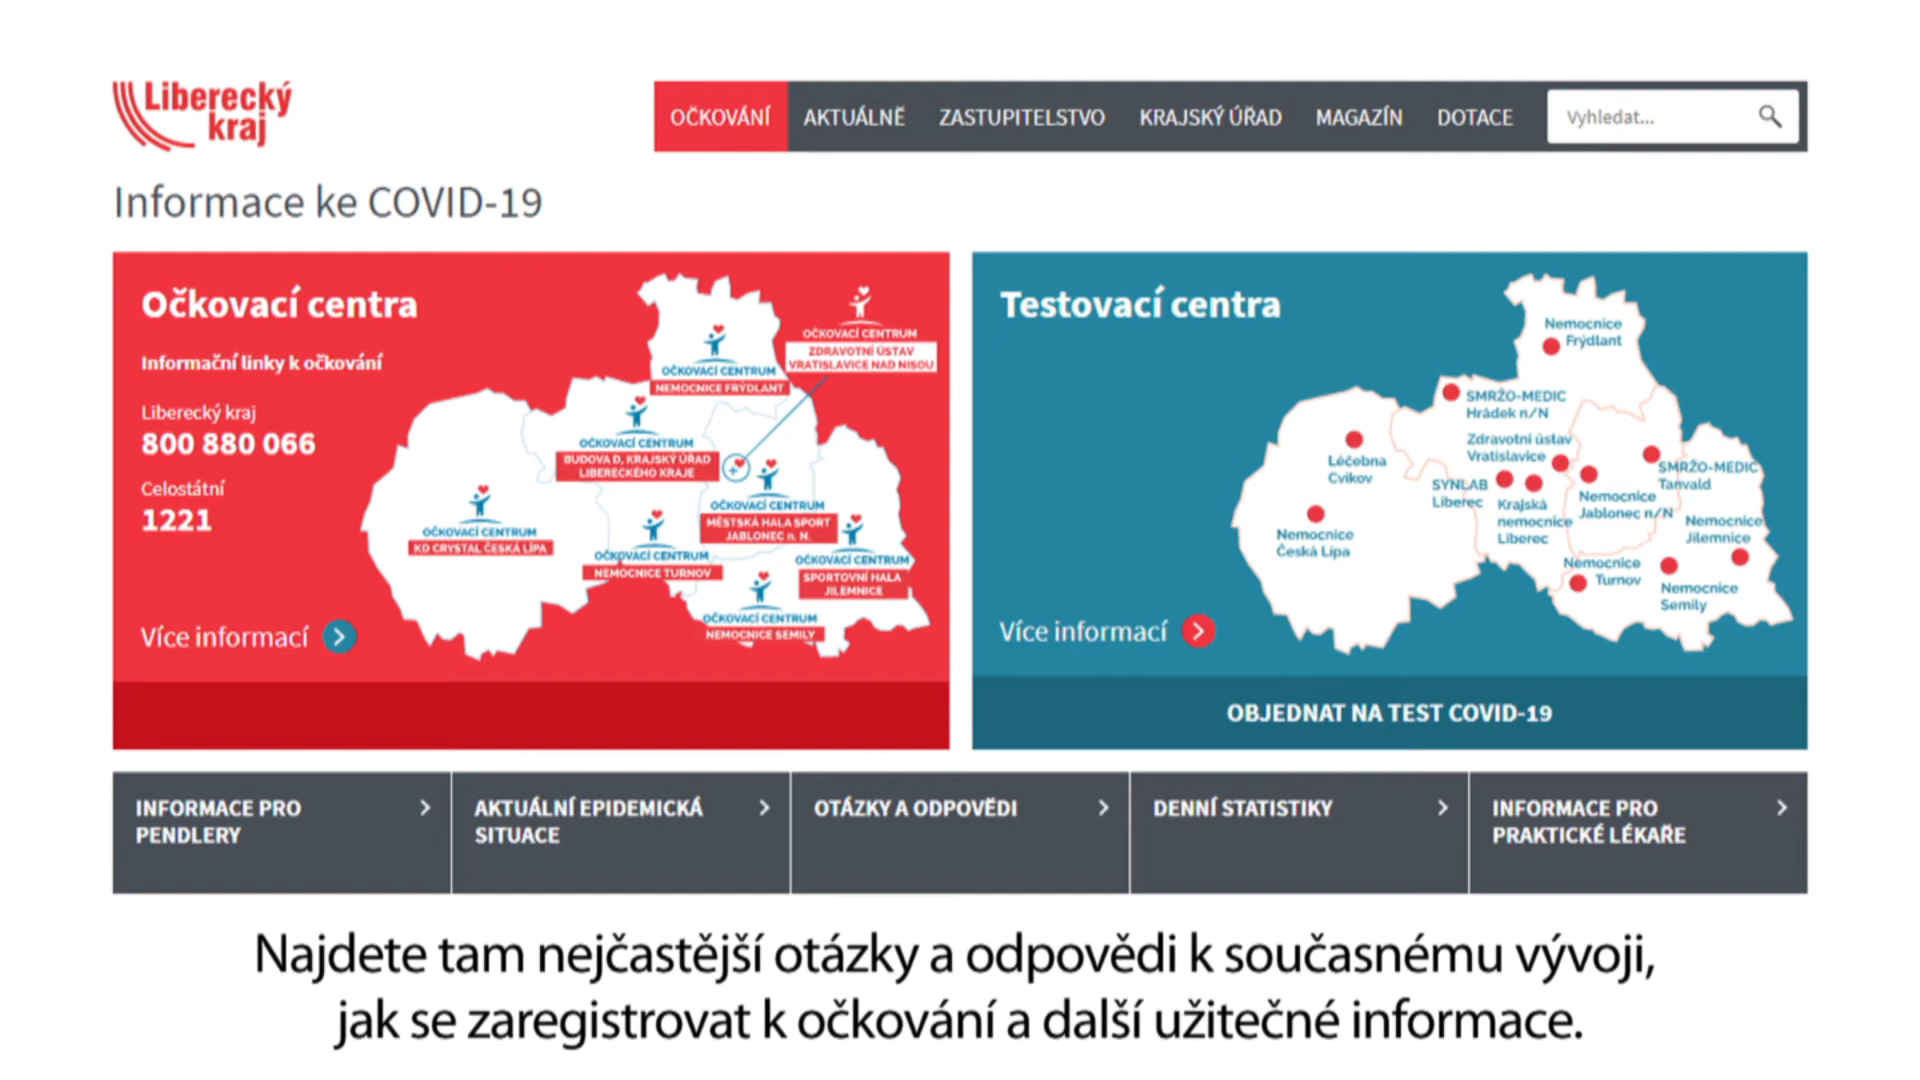 Liberecký
kraj
OČKOVÁNÍ
AKTUÁLNĚ
ZASTUPITELSTVO
KRAJSKÝ ÚŘAD
MAGAZÍN
DOTACE
Vyhledat...
Informace ke COVID-19
Očkovací centra
Informační linky k očkování
Liberecký kraj
800 880 066
Celostátní
1221
Více informací
OČKOVACÍ CENTRUM
ZDRAVOTNÍ ÚSTAV
VRATISLAVICE NAD NISOU
OČKOVACÍ CENTRUM
NEMOCNICE FRÝDLANT
OČKOVACÍ CENTRUM
BUDOVA D, KRAJSKÝ ÚŘAD
LIBERECKÉHO KRAJE
OČKOVACÍ CENTRUM
MĚSTSKÁ HALA SPORT
JABLONEC n. N.
OČKOVACÍ CENTRUM
KD CRYSTAL ČESKÁ LÍPA
OČKOVACÍ CENTRUM
NEMOCNICE TURNOV
OČKOVACÍ CENTRUM
SPORTOVNÍ HALA
JILEMNICE
OČKOVACÍ CENTRUM
NEMOCNICE SEMILY
Testovací centra
Nemocnice
Frýdlant
SMRŽO-MEDIC
Hrádek n/N
Zdravotní ústav
Vratislavice
Léčebna
Cvikov
SMRŽO-MEDIC
Tanvald
SYNLAB
Liberec
Krajská
nemocnice
Liberec
Nemocnice
Jablonec n/N
Nemocnice
Jilemnice
Nemocnice
Česká Lípa
Nemocnice
Turnov
Nemocnice
Semily
Více informací
OBJEDNAT NA TEST COVID-19
INFORMACE PRO
PENDLERY
AKTUÁLNÍ EPIDEMICKÁ
SITUACE
OTÁZKY A ODPOVĚDI
DENNÍ STATISTIKY
INFORMACE PRO
PRAKTICKÉ LÉKAŘE
Najdete tam nejčastější otázky a odpovědi k současnému vývoji,
jak se zaregistrovat k očkování a další užitečné informace.